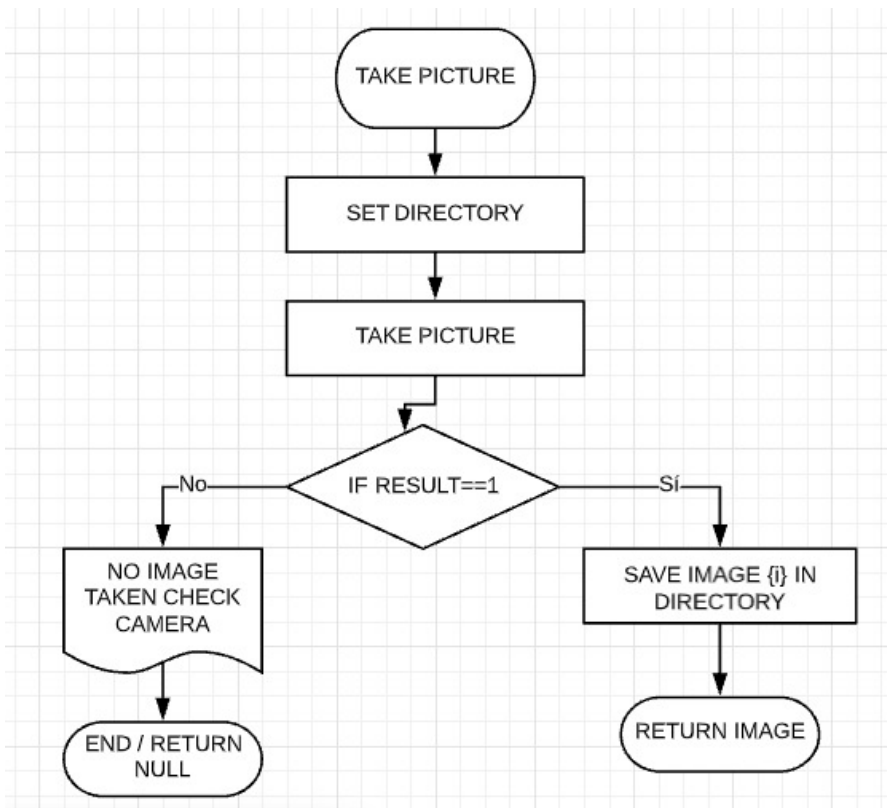 TAKE PICTURE
SET DIRECTORY
TAKE PICTURE
IF RESULT==1
No
Sí
NO IMAGE
TAKEN CHECK
CAMERA
SAVE IMAGE {i} IN
DIRECTORY
END / RETURN
NULL
RETURN IMAGE